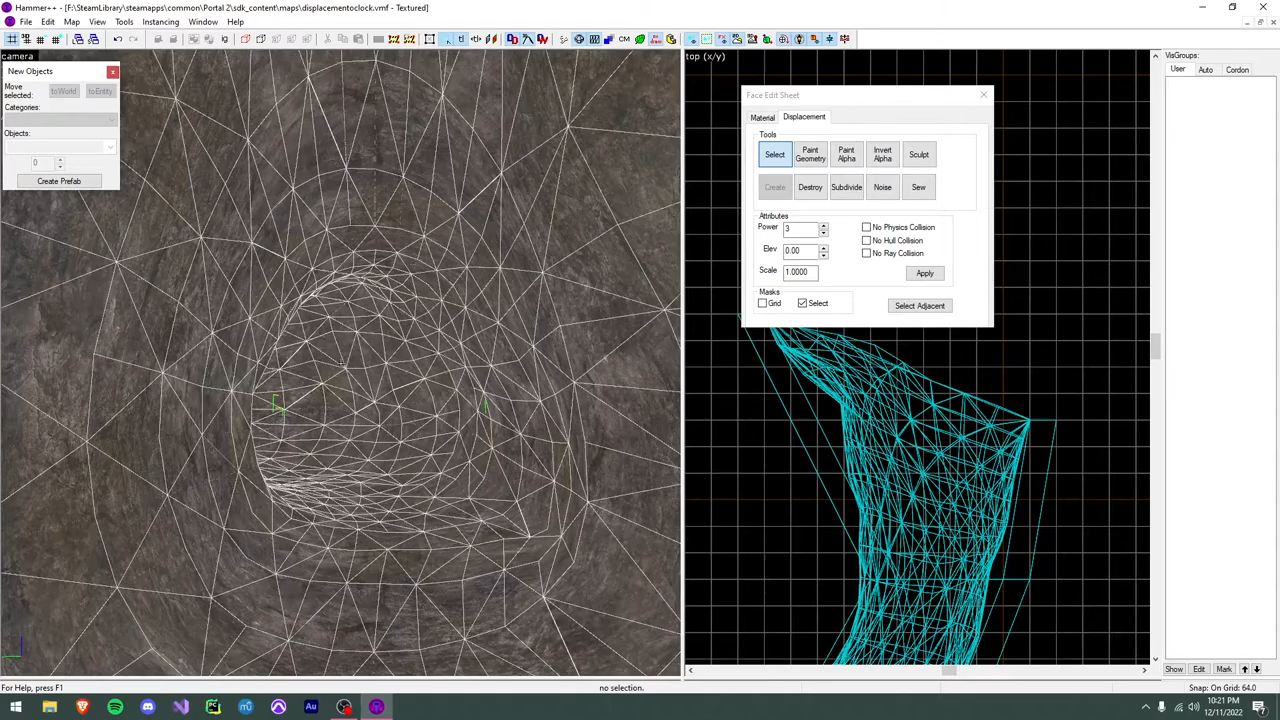 Hammer++ - [F:\SteamLibrary\steamapps\common\Portal 2\sdk_content\maps\displacementoclock.vmf - Textured]
File Edit Map View Tools Instancing Window Help
camera
New Objects
Move selected:
toWorld toEntity
Categories:
Objects:
0
Create Prefab
top (x/y)
Face Edit Sheet
Material Displacement
Tools
Select Paint Geometry Paint Alpha Invert Alpha Sculpt
Create Destroy Subdivide Noise Sew
Attributes
Power 3 No Physics Collision
No Hull Collision
Elev 0.00 No Ray Collision
Scale 1.0000 Apply
Masks
Grid Select Select Adjacent
VisGroups:
User Auto Cordon
Show Edit Mark
For Help, press F1 no selection. Snap: On Grid: 64.0
10:21 PM
12/11/2022